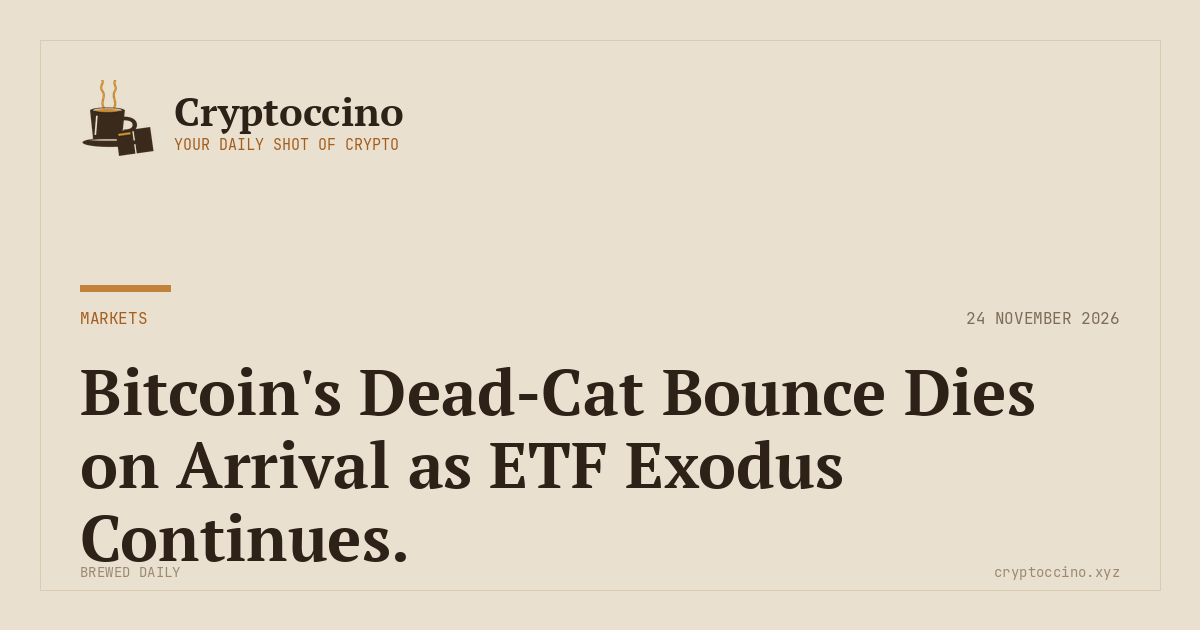 Cryptoccino
YOUR DAILY SHOT OF CRYPTO
MARKETS
24 NOVEMBER 2026
Bitcoin's Dead-Cat Bounce Dies
on Arrival as ETF Exodus
Continues.
BREWED DAILY
cryptoccino.xyz